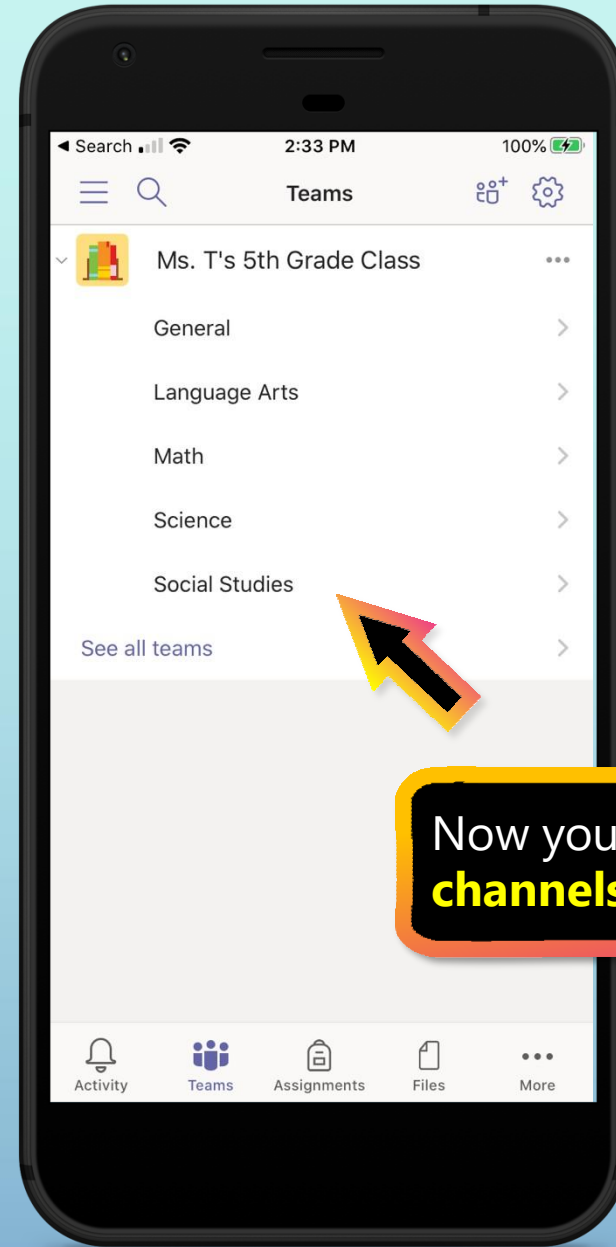 ◄ Search 2:33 PM 100%
Teams
Ms. T's 5th Grade Class
General
Language Arts
Math
Science
Social Studies
See all teams
Now you
channels
Activity Teams Assignments Files More